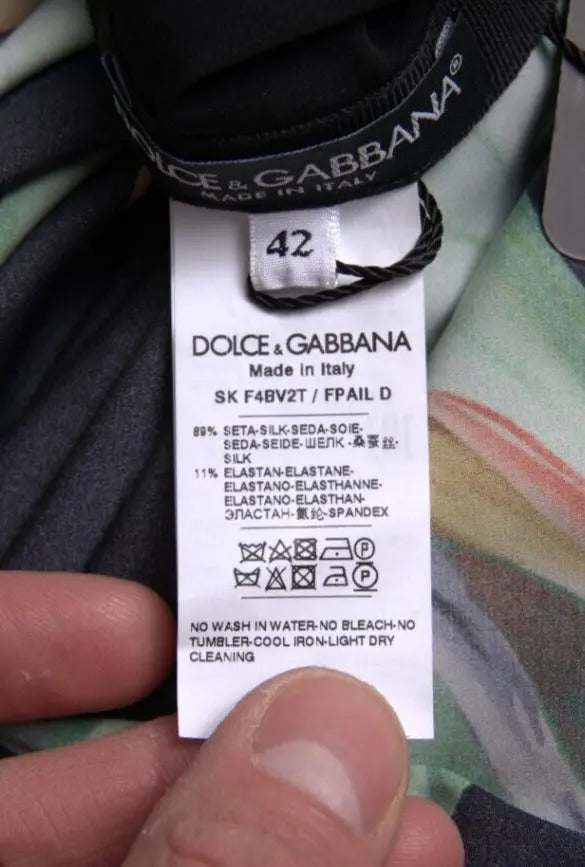 DOLCE & GABBANA®
MADE IN ITALY
42
DOLCE & GABBANA
Made in Italy
SK F4BV2T / FPAIL D
89% SETA-SILK-SEDA-SOIE-
SEDA-SEIDE-ШЕЛК -桑蚕丝-
SILK
11% ELASTAN-ELASTANE-
ELASTANO-ELASTHANNE-
ELASTANO-ELASTHAN-
ЭЛАСТАН-氨纶-SPANDEX
P
P
NO WASH IN WATER-NO BLEACH-NO
TUMBLER-COOL IRON-LIGHT DRY
CLEANING